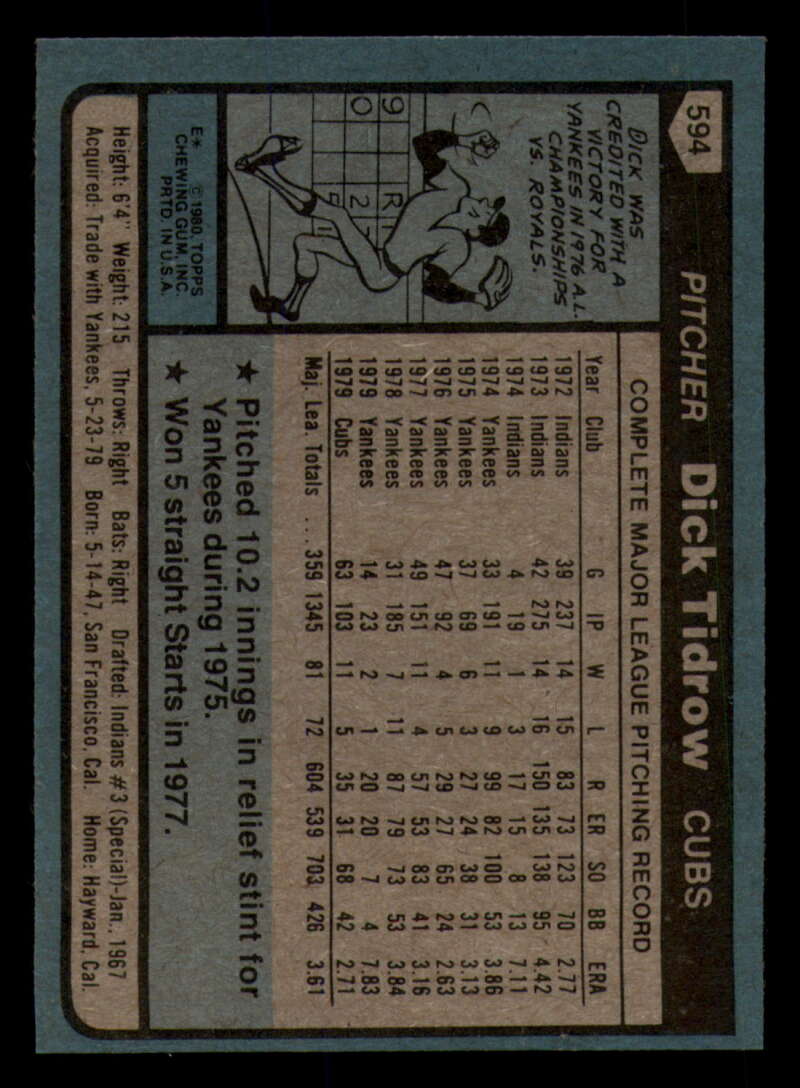 594
PITCHER Dick Tidrow CUBS
DICK WAS
CREDITED WITH A
VICTORY FOR
YANKEES IN 1976 A.L.
CHAMPIONSHIPS
VS. ROYALS.
9 R
0 2
E* © 1980, TOPPS
CHEWING GUM, INC.
PRTD. IN U.S.A.
COMPLETE MAJOR LEAGUE PITCHING RECORD
Year Club G IP W L R ER SO BB ERA
1972 Indians 39 237 14 15 83 73 123 70 2.77
1973 Indians 42 275 14 16 150 135 138 95 4.42
1974 Indians 4 19 1 3 17 15 8 13 7.11
1974 Yankees 33 191 11 9 99 82 100 53 3.86
1975 Yankees 37 69 6 3 27 24 38 31 3.13
1976 Yankees 47 92 4 5 29 27 65 24 2.63
1977 Yankees 49 151 11 4 57 53 83 41 3.16
1978 Yankees 31 185 7 11 87 79 73 53 3.84
1979 Yankees 14 23 2 1 20 20 7 4 7.83
1979 Cubs 63 103 11 5 35 31 68 42 2.71
Maj. Lea. Totals ... 359 1345 81 72 604 539 703 426 3.61
★ Pitched 10.2 innings in relief stint for
Yankees during 1975.
★ Won 5 straight Starts in 1977.
Height: 6'4" Weight: 215 Throws: Right Bats: Right Drafted: Indians #3 (Special)-Jan., 1967
Acquired: Trade with Yankees, 5-23-79 Born: 5-14-47, San Francisco, Cal. Home: Hayward, Cal.